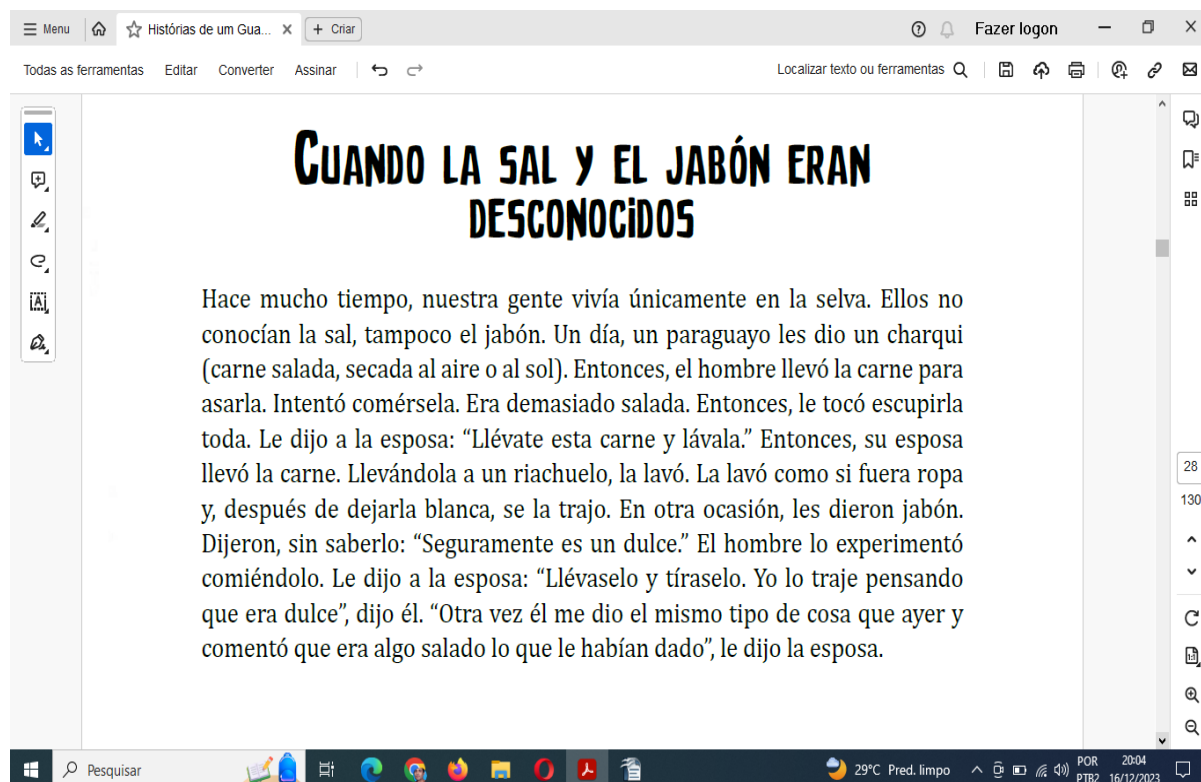 Menu
Histórias de um Gua...
Criar
Fazer logon
Todas as ferramentas Editar Converter Assinar
Localizar texto ou ferramentas
CUANDO LA SAL Y EL JABÓN ERAN
DESCONOCIDOS
Hace mucho tiempo, nuestra gente vivía únicamente en la selva. Ellos no
conocían la sal, tampoco el jabón. Un día, un paraguayo les dio un charqui
(carne salada, secada al aire o al sol). Entonces, el hombre llevó la carne para
asarla. Intentó comérsela. Era demasiado salada. Entonces, le tocó escupirla
toda. Le dijo a la esposa: “Llévate esta carne y lávala.” Entonces, su esposa
llevó la carne. Llevándola a un riachuelo, la lavó. La lavó como si fuera ropa
y, después de dejarla blanca, se la trajo. En otra ocasión, les dieron jabón.
Dijeron, sin saberlo: “Seguramente es un dulce.” El hombre lo experimentó
comiéndolo. Le dijo a la esposa: “Llévaselo y tíraselo. Yo lo traje pensando
que era dulce”, dijo él. “Otra vez él me dio el mismo tipo de cosa que ayer y
comentó que era algo salado lo que le habían dado”, le dijo la esposa.
28
130
Pesquisar
29°C Pred. limpo
POR
PTB2
20:04
16/12/2023